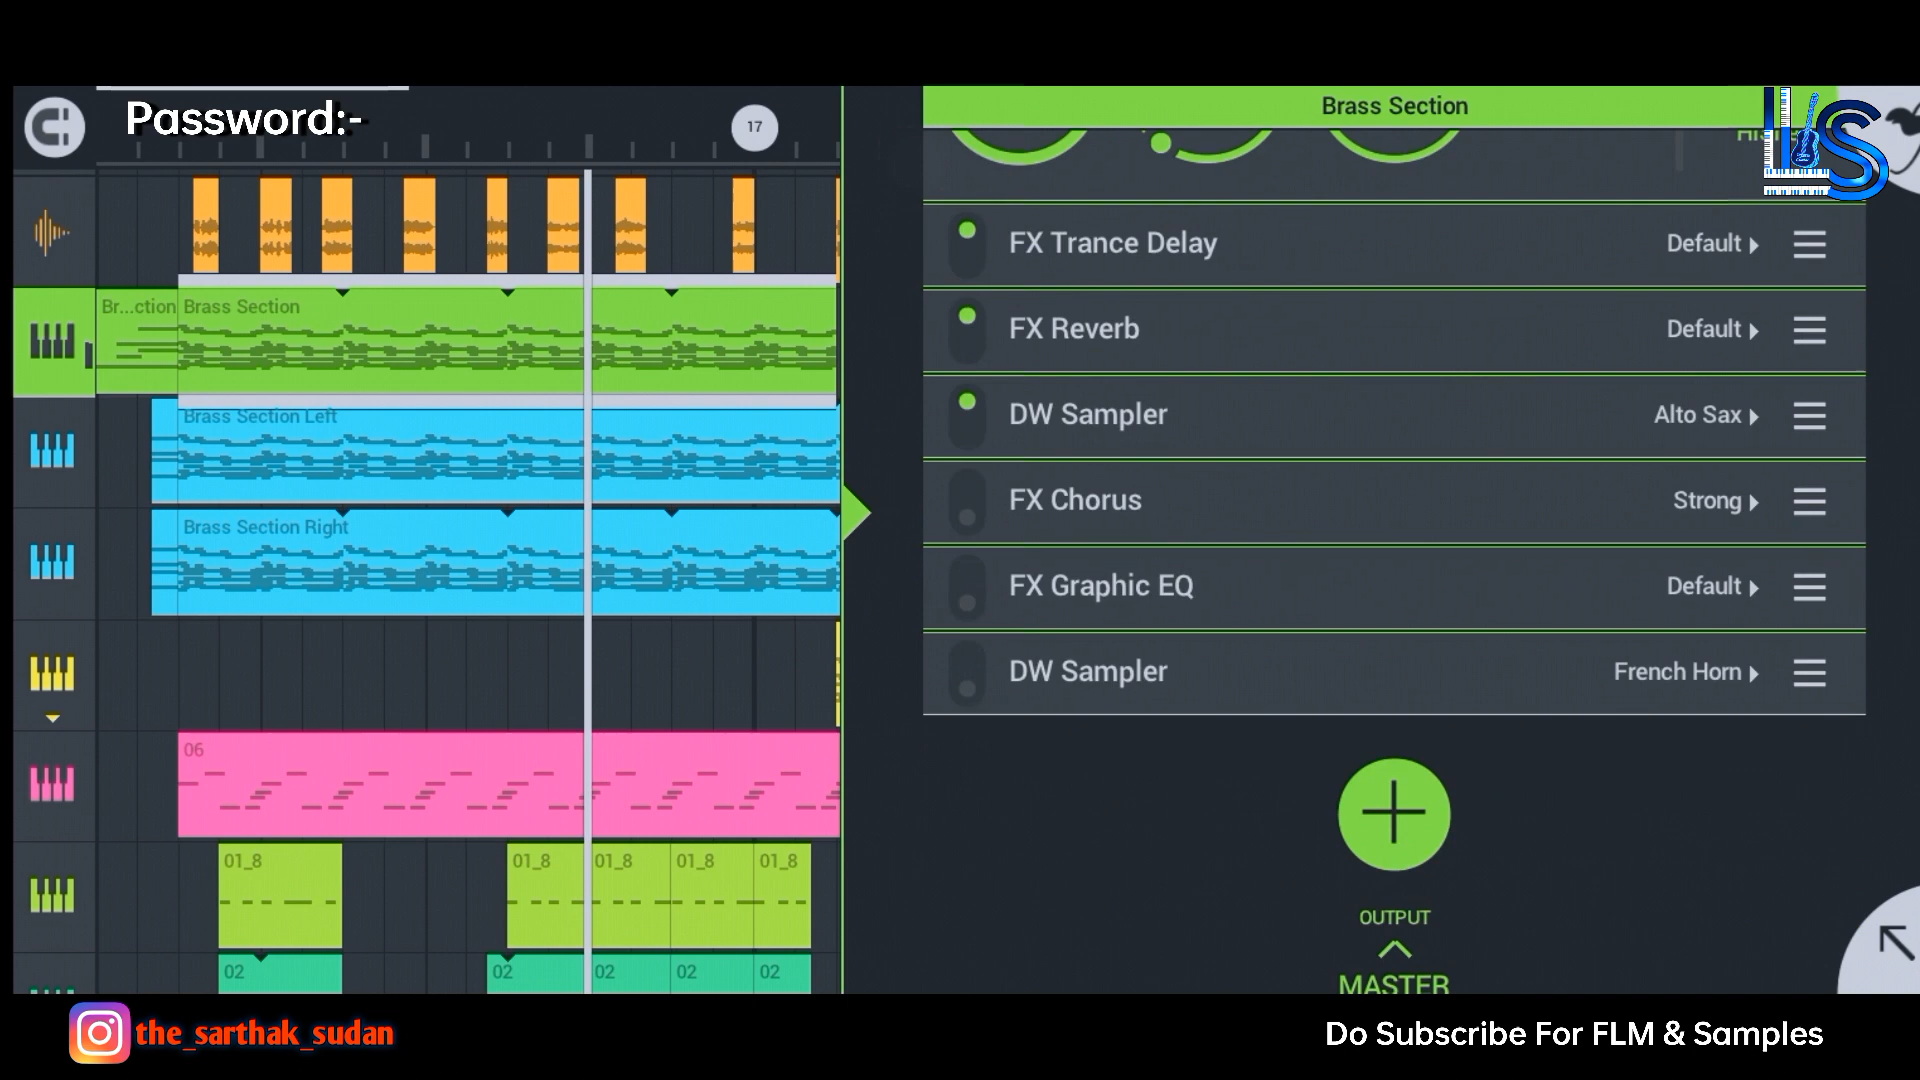 Password:-
17
Brass Section
FX Trance Delay
Default
FX Reverb
Default
DW Sampler
Alto Sax
FX Chorus
Strong
FX Graphic EQ
Default
DW Sampler
French Horn
OUTPUT
MASTER
Br...ction
Brass Section
Brass Section Left
Brass Section Right
06
01_8
01_8
01_8
01_8
01_8
02
02
02
02
02
LS
the_sarthak_sudan
Do Subscribe For FLM & Samples